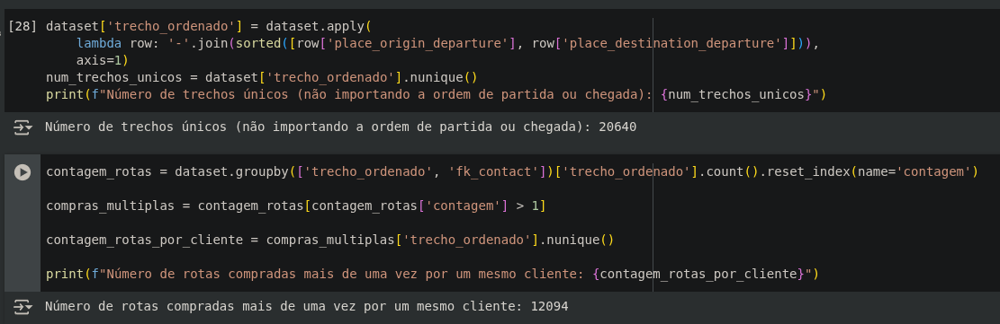 [28] dataset['trecho_ordenado'] = dataset.apply(
lambda row: '-'.join(sorted([row['place_origin_departure'], row['place_destination_departure']])),
axis=1)
num_trechos_unicos = dataset['trecho_ordenado'].nunique()
print(f"Número de trechos únicos (não importando a ordem de partida ou chegada): {num_trechos_unicos}")
Número de trechos únicos (não importando a ordem de partida ou chegada): 20640
contagem_rotas = dataset.groupby(['trecho_ordenado', 'fk_contact'])['trecho_ordenado'].count().reset_index(name='contagem')
compras_multiplas = contagem_rotas[contagem_rotas['contagem'] > 1]
contagem_rotas_por_cliente = compras_multiplas['trecho_ordenado'].nunique()
print(f"Número de rotas compradas mais de uma vez por um mesmo cliente: {contagem_rotas_por_cliente}")
Número de rotas compradas mais de uma vez por um mesmo cliente: 12094